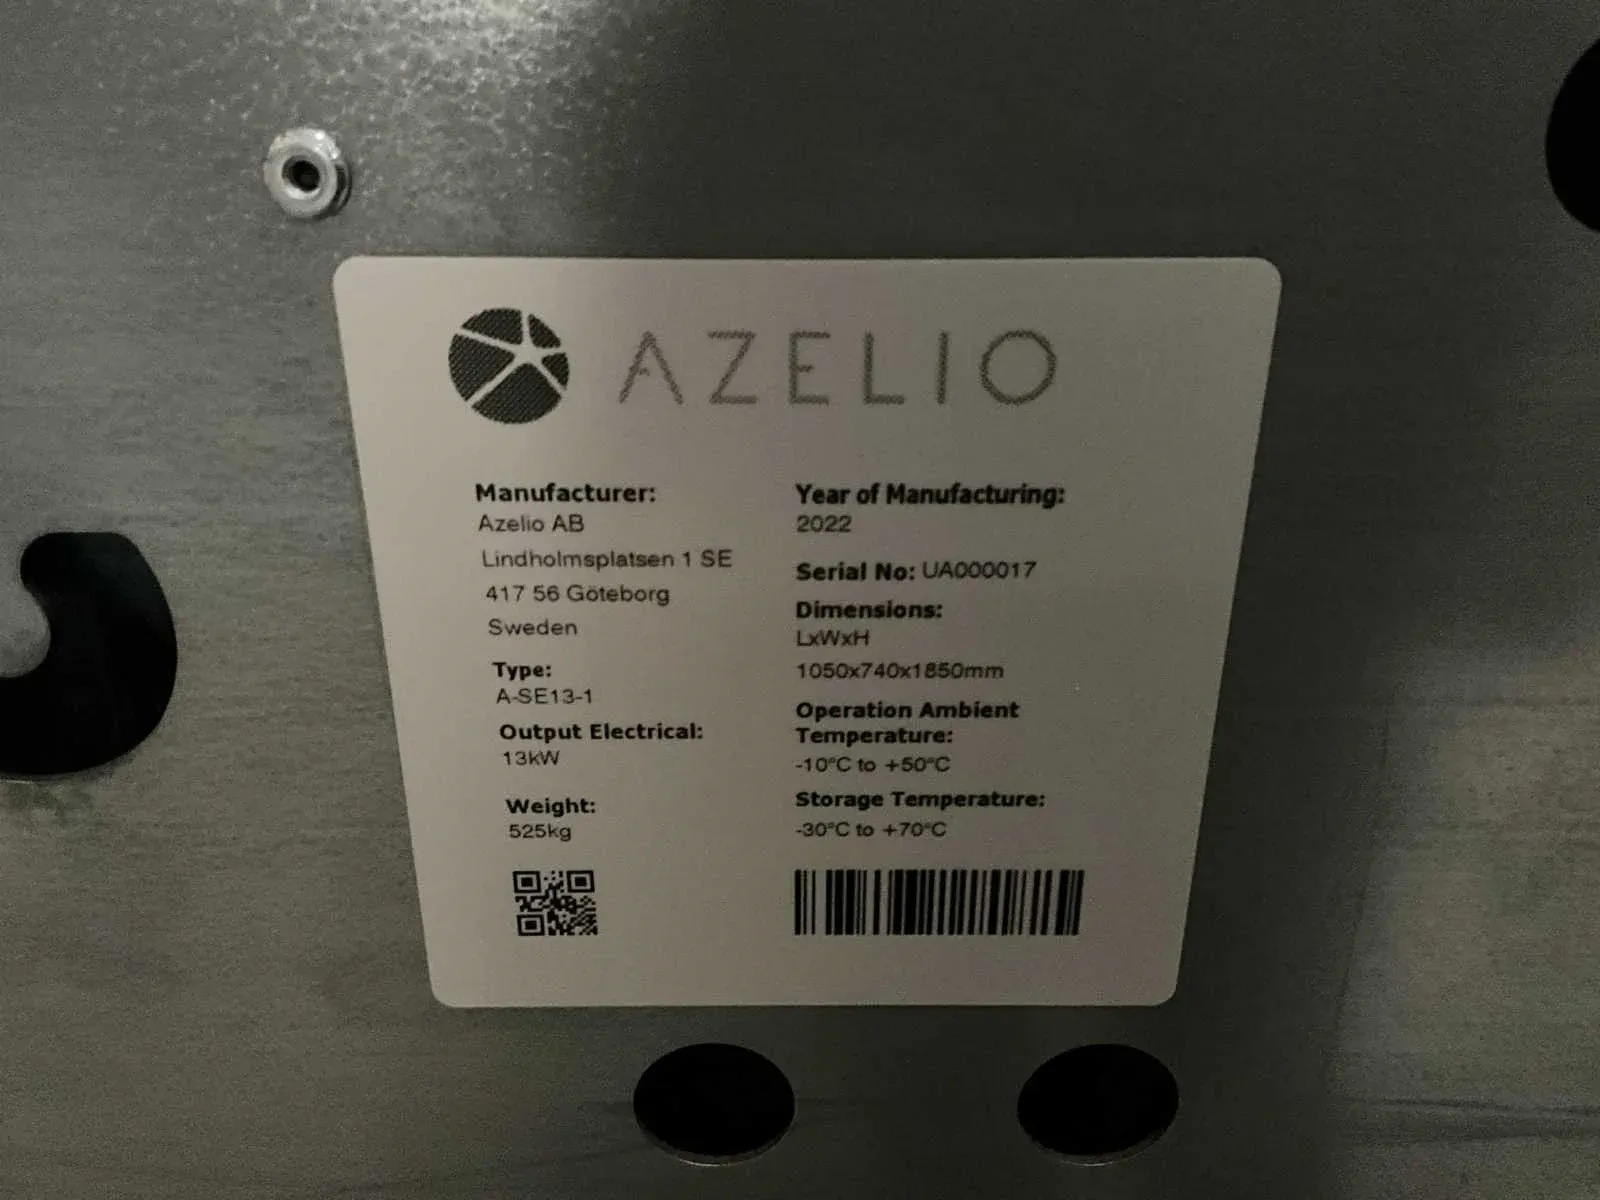 AZELIO
Manufacturer:
Azelio AB
Lindholmsplatsen 1 SE
417 56 Göteborg
Sweden
Type:
A-SE13-1
Output Electrical:
13kW
Weight:
525kg
Year of Manufacturing:
2022
Serial No: UA000017
Dimensions:
LxWxH
1050x740x1850mm
Operation Ambient
Temperature:
-10°C to +50°C
Storage Temperature:
-30°C to +70°C